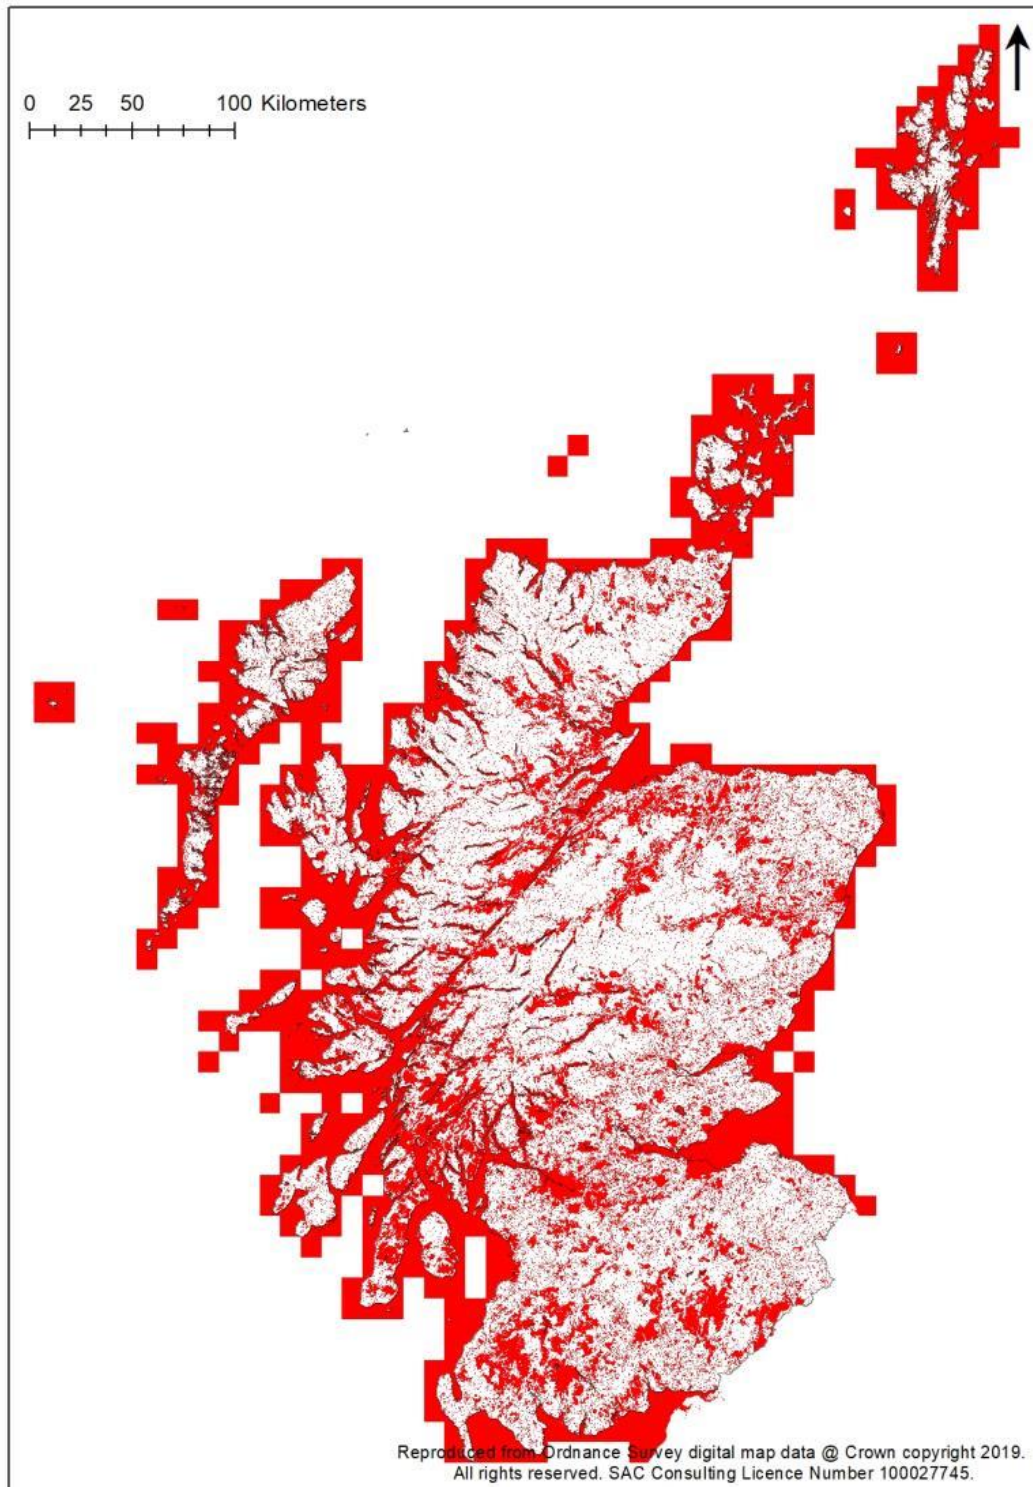 0 25 50 100 Kilometers
Reproduced from Ordnance Survey digital map data @ Crown copyright 2019.
All rights reserved. SAC Consulting Licence Number 100027745.